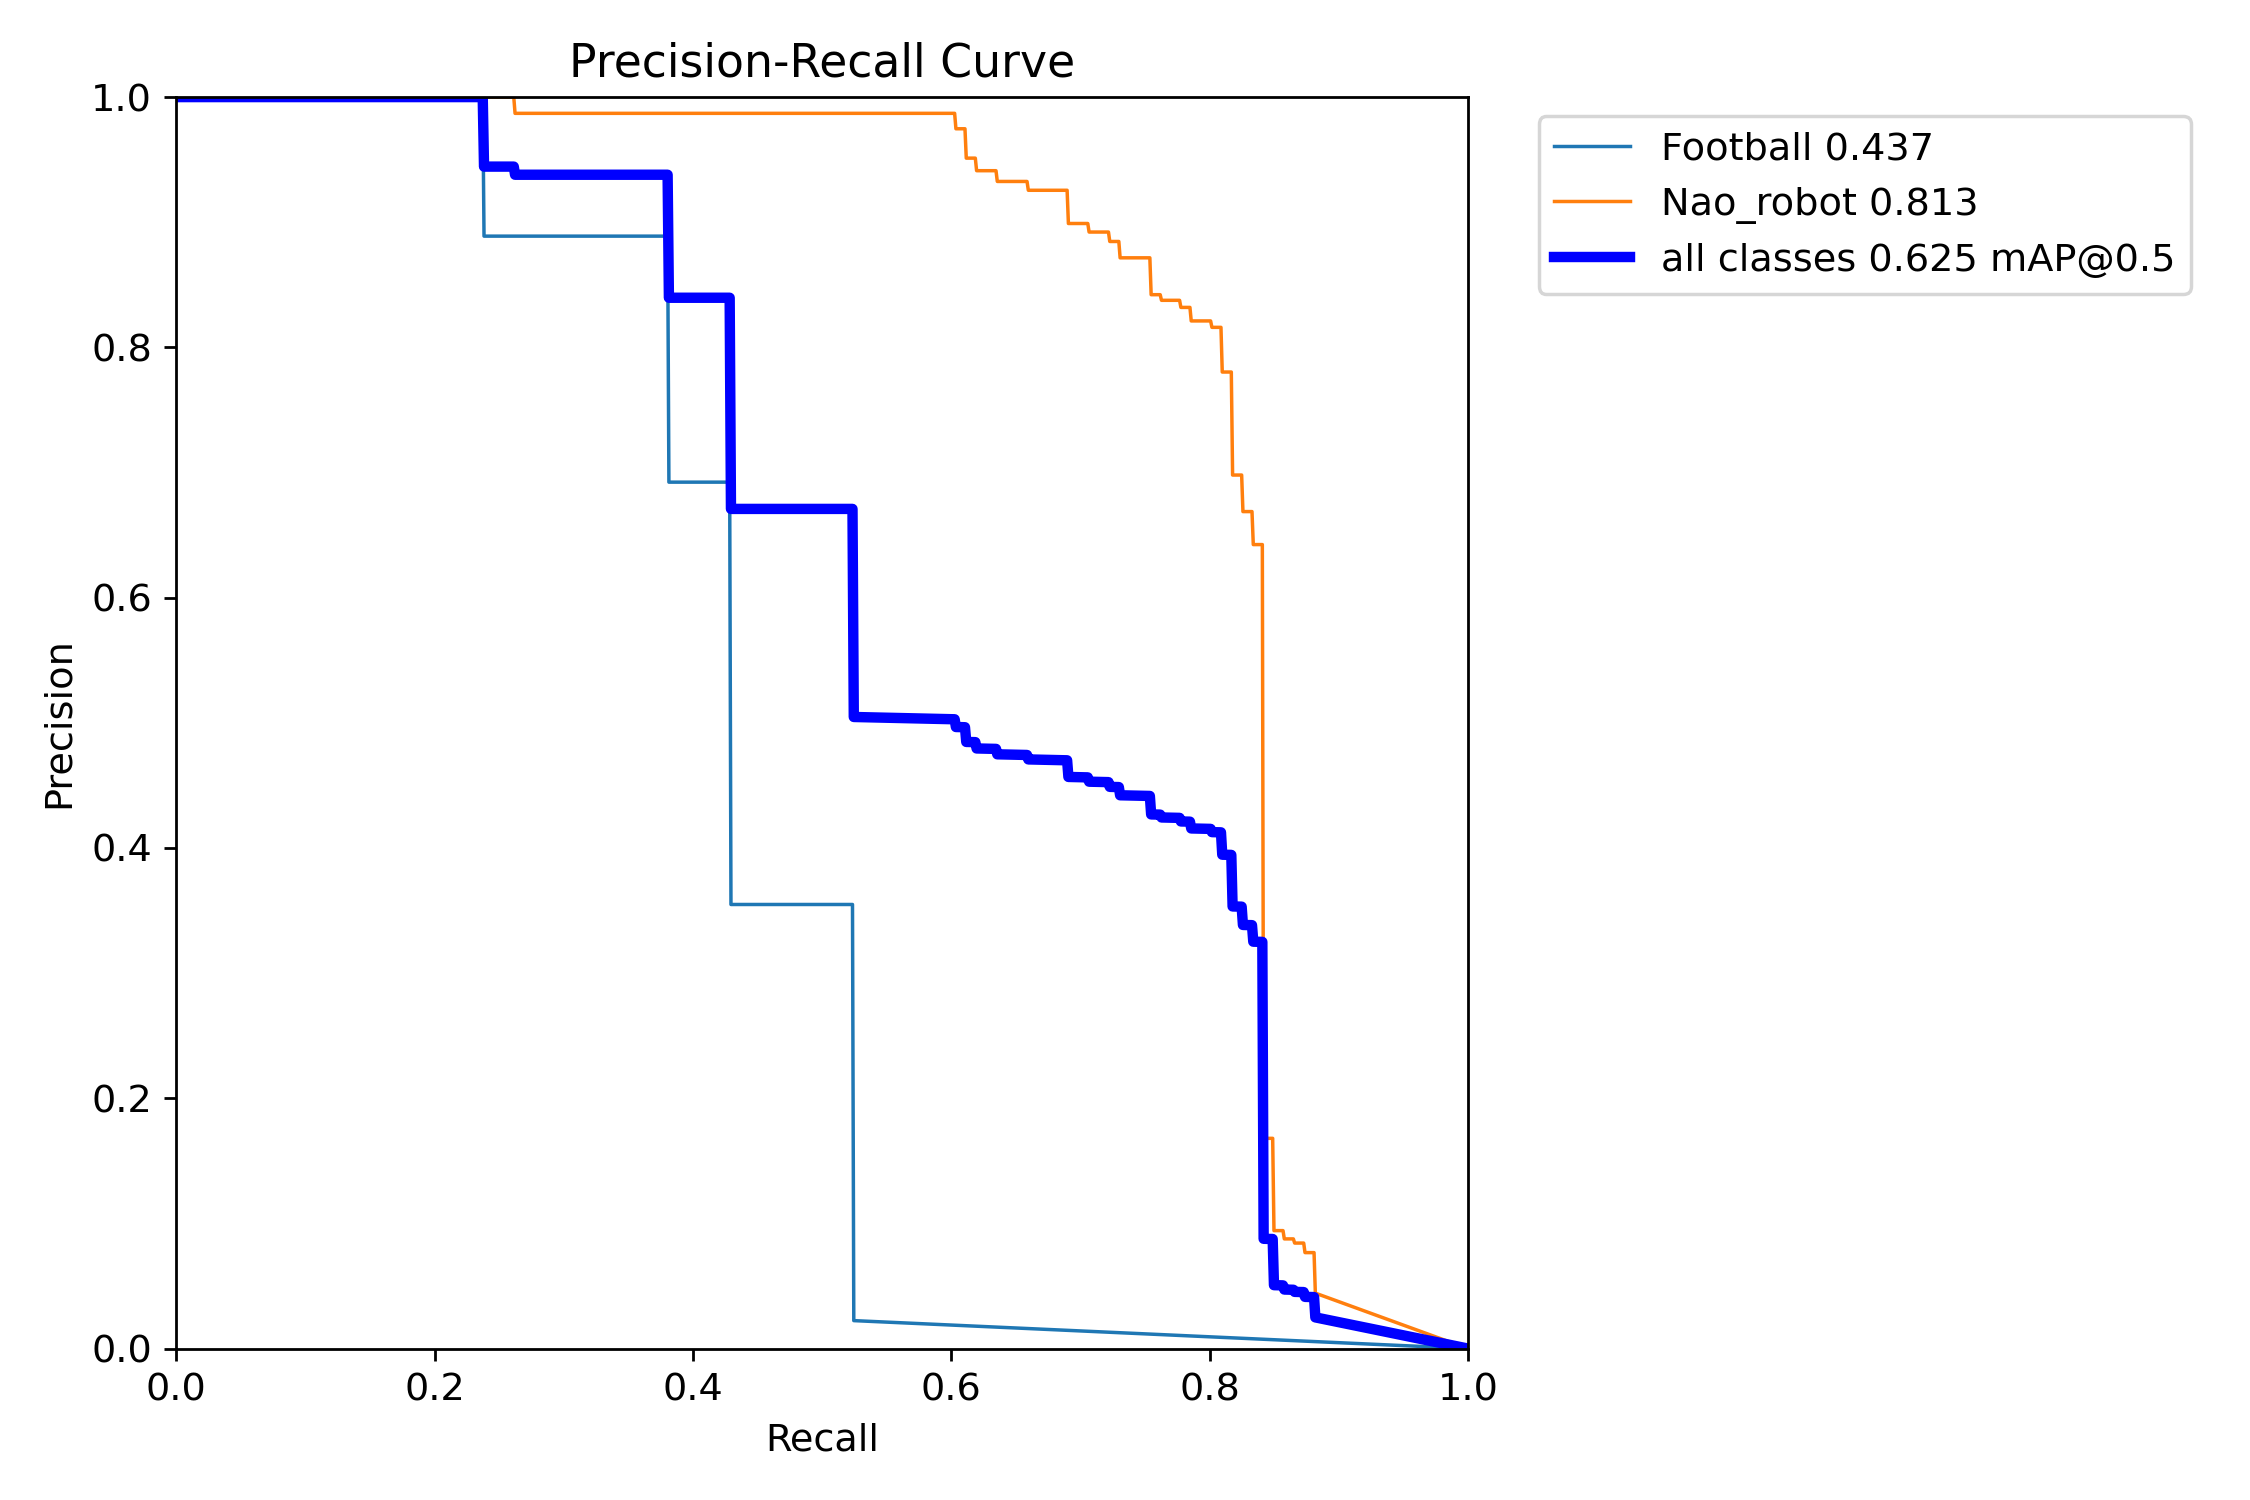 Precision-Recall Curve
1.0
0.8
0.6
0.4
0.2
0.0
Precision
0.0 0.2 0.4 0.6 0.8 1.0
Recall
Football 0.437
Nao_robot 0.813
all classes 0.625 mAP@0.5